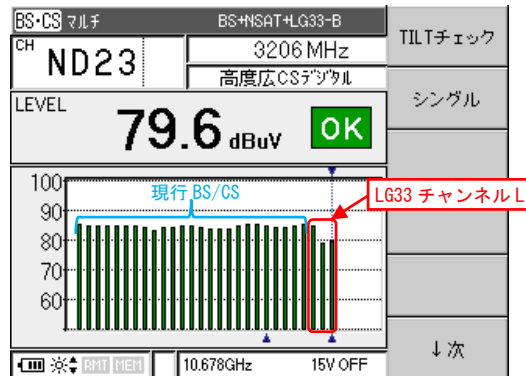 BS・CS マルチ
BS+NSAT+LG33-B
TILTチェック
CH ND23
3206 MHz
高度広CSデジタル
シングル
LEVEL
79.6 dBuV
OK
100
90
80
70
60
現行 BS/CS
LG33 チャンネル L
↓次
RMT MEM
10.678GHz
15V OFF